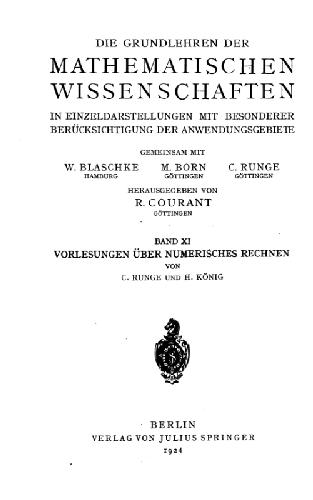 DIE GRUNDLEHREN DER
MATHEMATISCHEN
WISSENSCHAFTEN
IN EINZELDARSTELLUNGEN MIT BESONDERER
BERÜCKSICHTIGUNG DER ANWENDUNGSGEBIETE
GEMEINSAM MIT
W. BLASCHKE M. BORN C. RUNGE
HAMBURG GÖTTINGEN GÖTTINGEN
HERAUSGEGEBEN VON
R. COURANT
GÖTTINGEN
BAND XI
VORLESUNGEN ÜBER NUMERISCHES RECHNEN
VON
C. RUNGE UND H. KÖNIG
BERLIN
VERLAG VON JULIUS SPRINGER
1924